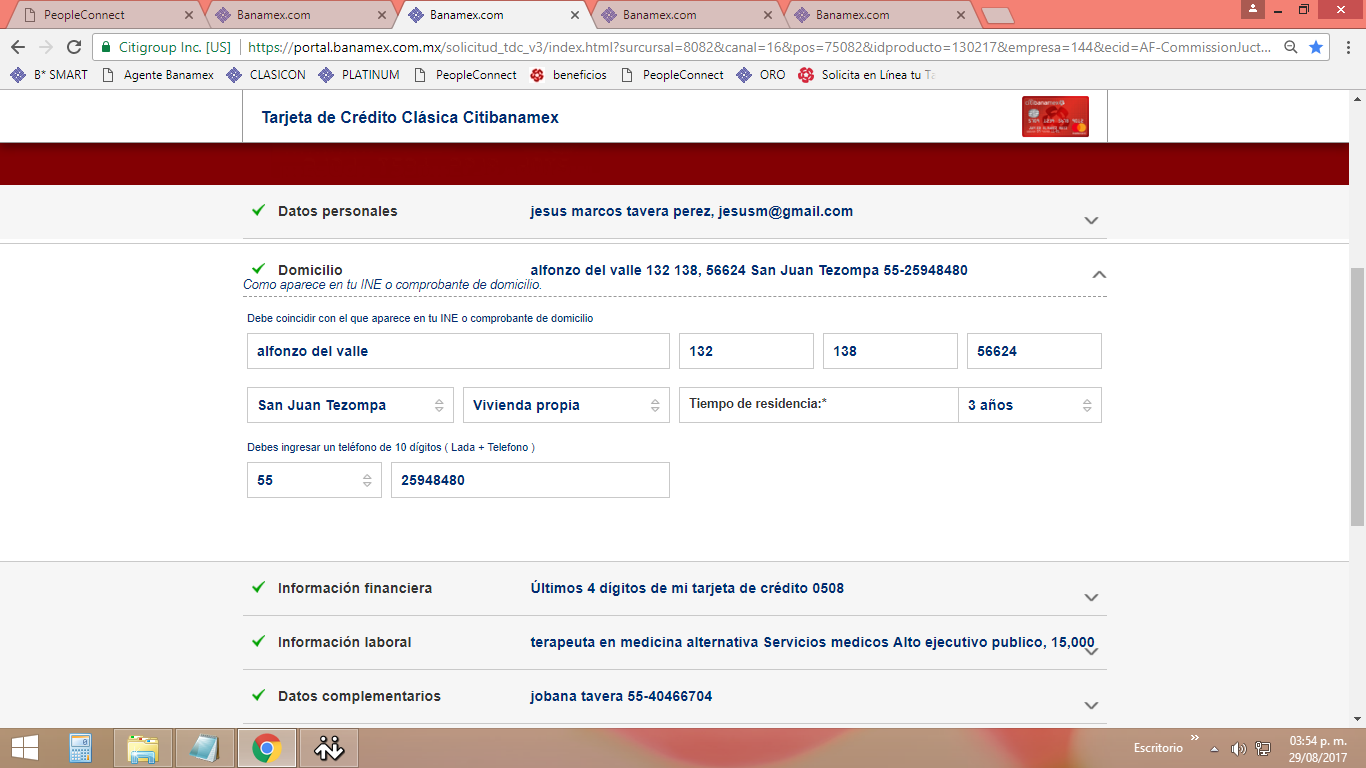 PeopleConnect
Banamex.com
Banamex.com
Banamex.com
Banamex.com
Citigroup Inc. [US] https://portal.banamex.com.mx/solicitud_tdc_v3/index.html?surcursal=8082&canal=16&pos=75082&idproducto=130217&empresa=144&ecid=AF-CommissionJuct...
B* SMART Agente Banamex CLASICON PLATINUM PeopleConnect beneficios PeopleConnect ORO Solicita en Línea tu Ta
Tarjeta de Crédito Clásica Citibanamex
Datos personales jesus marcos tavera perez, jesusm@gmail.com
Domicilio alfonzo del valle 132 138, 56624 San Juan Tezompa 55-25948480
Como aparece en tu INE o comprobante de domicilio.
Debe coincidir con el que aparece en tu INE o comprobante de domicilio
alfonzo del valle 132 138 56624
San Juan Tezompa Vivienda propia Tiempo de residencia:* 3 años
Debes ingresar un teléfono de 10 dígitos ( Lada + Telefono )
55 25948480
Información financiera Últimos 4 dígitos de mi tarjeta de crédito 0508
Información laboral terapeuta en medicina alternativa Servicios medicos Alto ejecutivo publico, 15,000
Datos complementarios jobana tavera 55-40466704
Escritorio 03:54 p. m.
29/08/2017